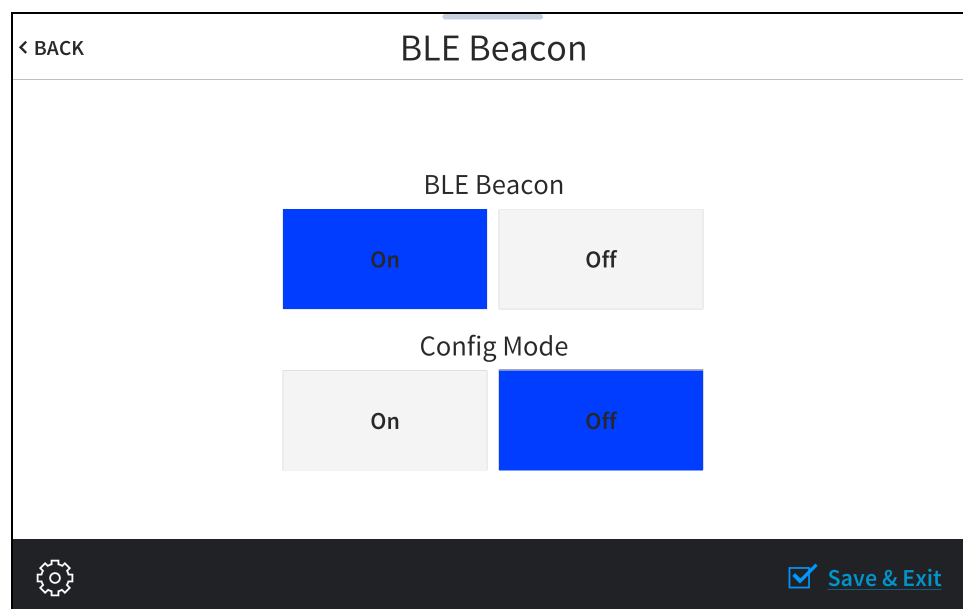 < BACK
BLE Beacon
BLE Beacon
On Off
Config Mode
On Off
Save & Exit